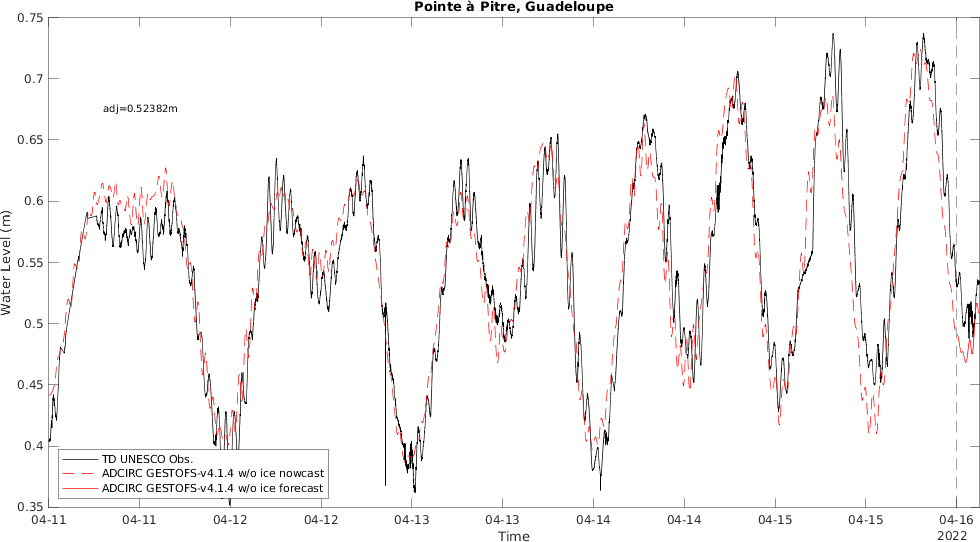 Pointe à Pitre, Guadeloupe
0.75
0.7
0.65
0.6
0.55
0.5
0.45
0.4
0.35
Water Level (m)
adj=0.52382m
TD UNESCO Obs.
ADCIRC GESTOFS-v4.1.4 w/o ice nowcast
ADCIRC GESTOFS-v4.1.4 w/o ice forecast
04-11 04-11 04-12 04-12 04-13 04-13 04-14 04-14 04-15 04-15 04-16
Time
2022